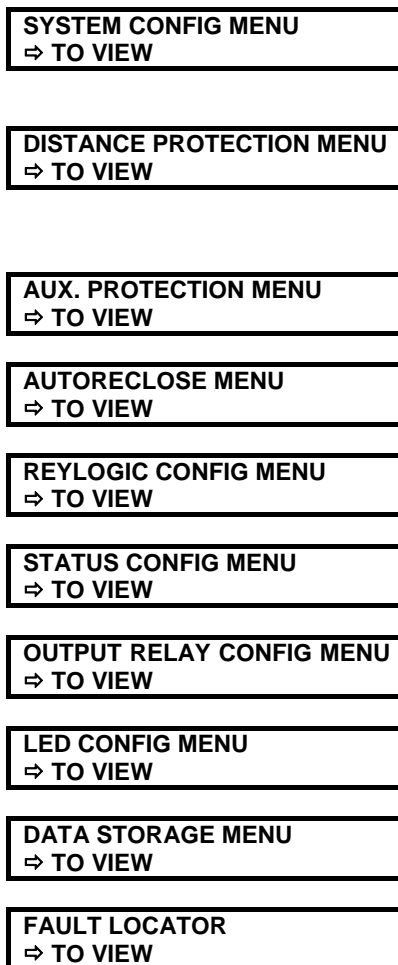 SYSTEM CONFIG MENU
⇨ TO VIEW
DISTANCE PROTECTION MENU
⇨ TO VIEW
AUX. PROTECTION MENU
⇨ TO VIEW
AUTORECLOSE MENU
⇨ TO VIEW
REYLOGIC CONFIG MENU
⇨ TO VIEW
STATUS CONFIG MENU
⇨ TO VIEW
OUTPUT RELAY CONFIG MENU
⇨ TO VIEW
LED CONFIG MENU
⇨ TO VIEW
DATA STORAGE MENU
⇨ TO VIEW
FAULT LOCATOR
⇨ TO VIEW